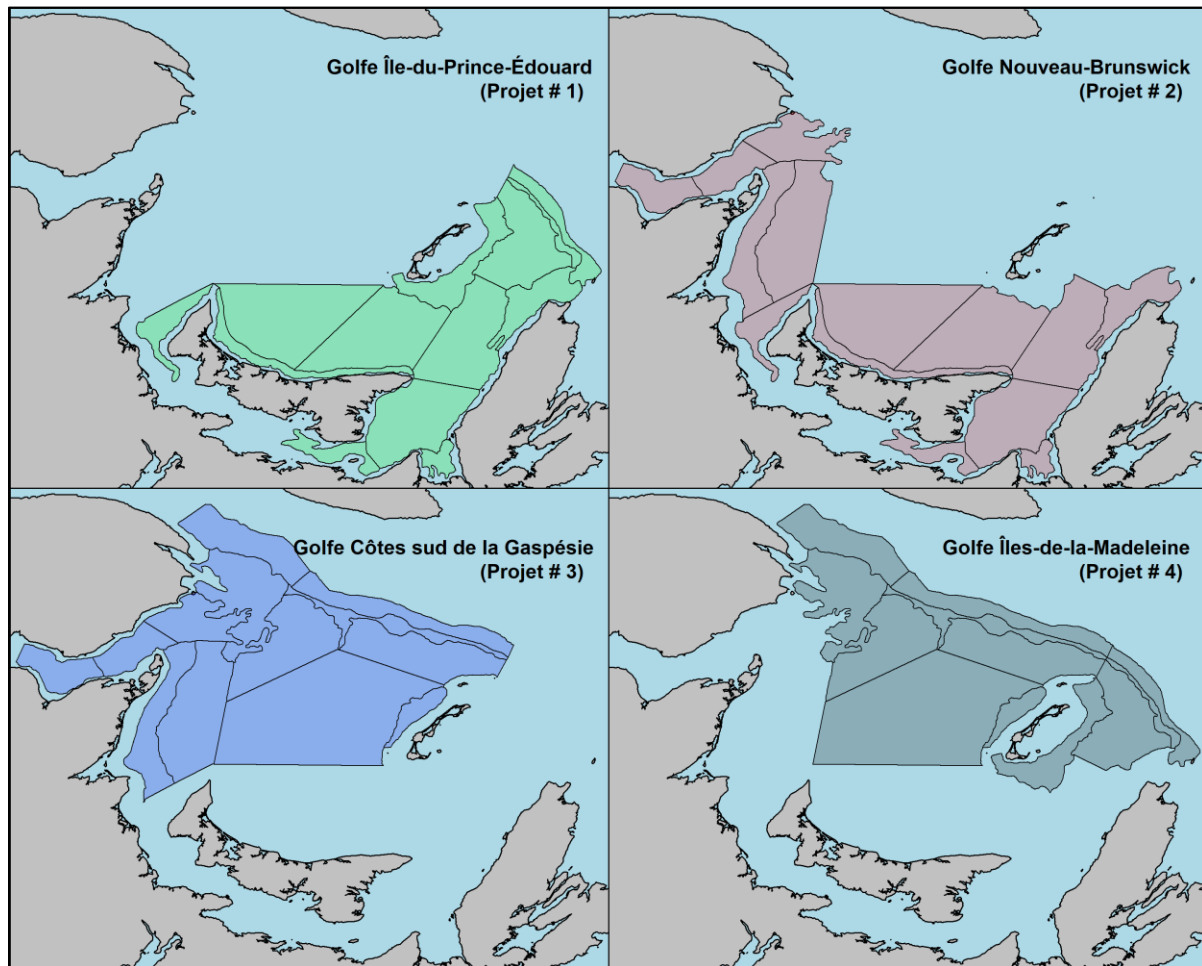 Golfe Île-du-Prince-Édouard
(Projet # 1)
Golfe Nouveau-Brunswick
(Projet # 2)
Golfe Côtes sud de la Gaspésie
(Projet # 3)
Golfe Îles-de-la-Madeleine
(Projet # 4)